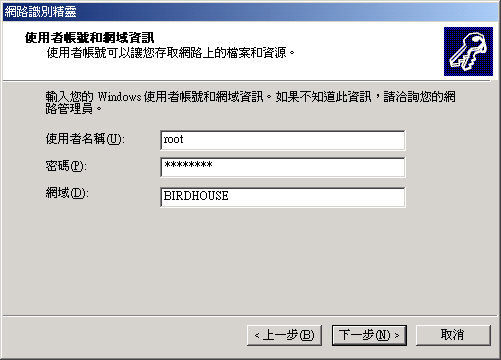 網路識別精靈
使用者帳號和網域資訊
使用者帳號可以讓您存取網路上的檔案和資源。
輸入您的 Windows 使用者帳號和網域資訊。如果不知道此資訊，請洽詢您的網
路管理員。
使用者名稱(U): root
密碼(P): ********
網域(D): BIRDHOUSE
< 上一步(B) 下一步(N) > 取消